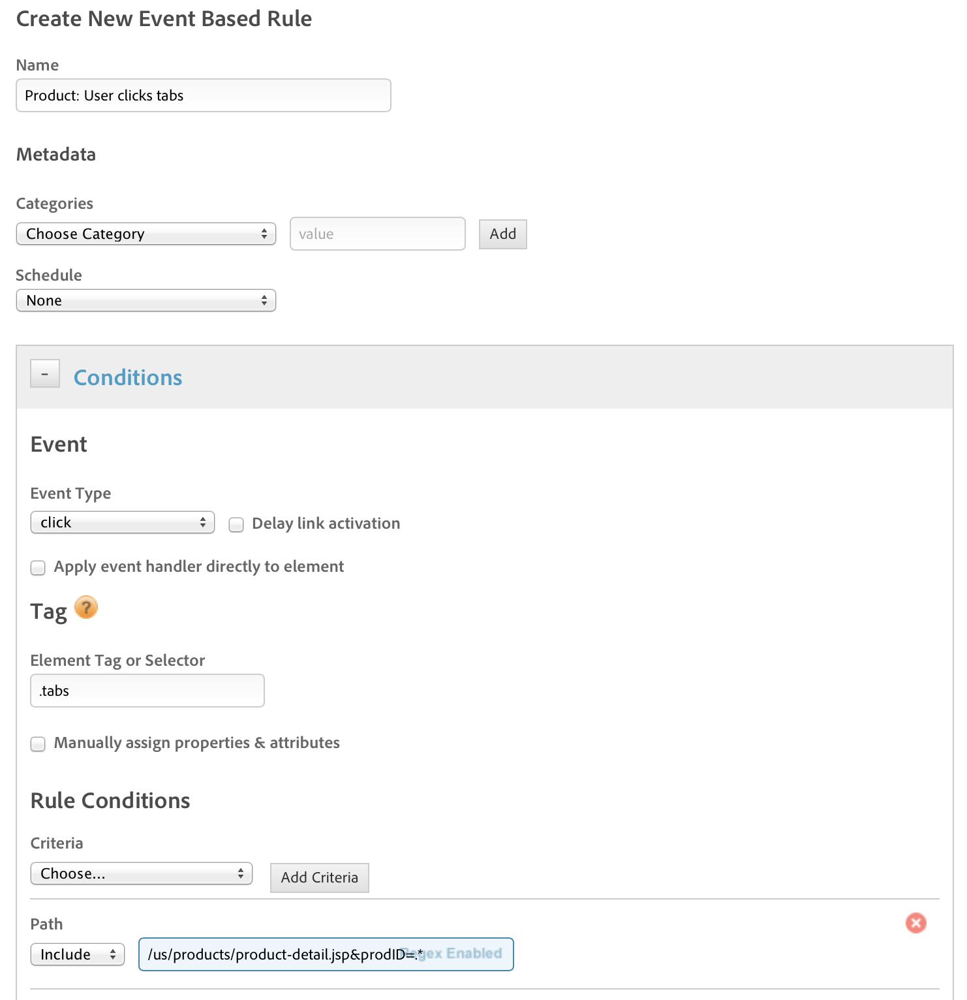 Create New Event Based Rule
Name
Product: User clicks tabs
Metadata
Categories
Choose Category value Add
Schedule
None
- Conditions
Event
Event Type
click Delay link activation
Apply event handler directly to element
Tag ?
Element Tag or Selector
.tabs
Manually assign properties & attributes
Rule Conditions
Criteria
Choose... Add Criteria
Path
Include /us/products/product-detail.jsp&prodID=.* Regex Enabled